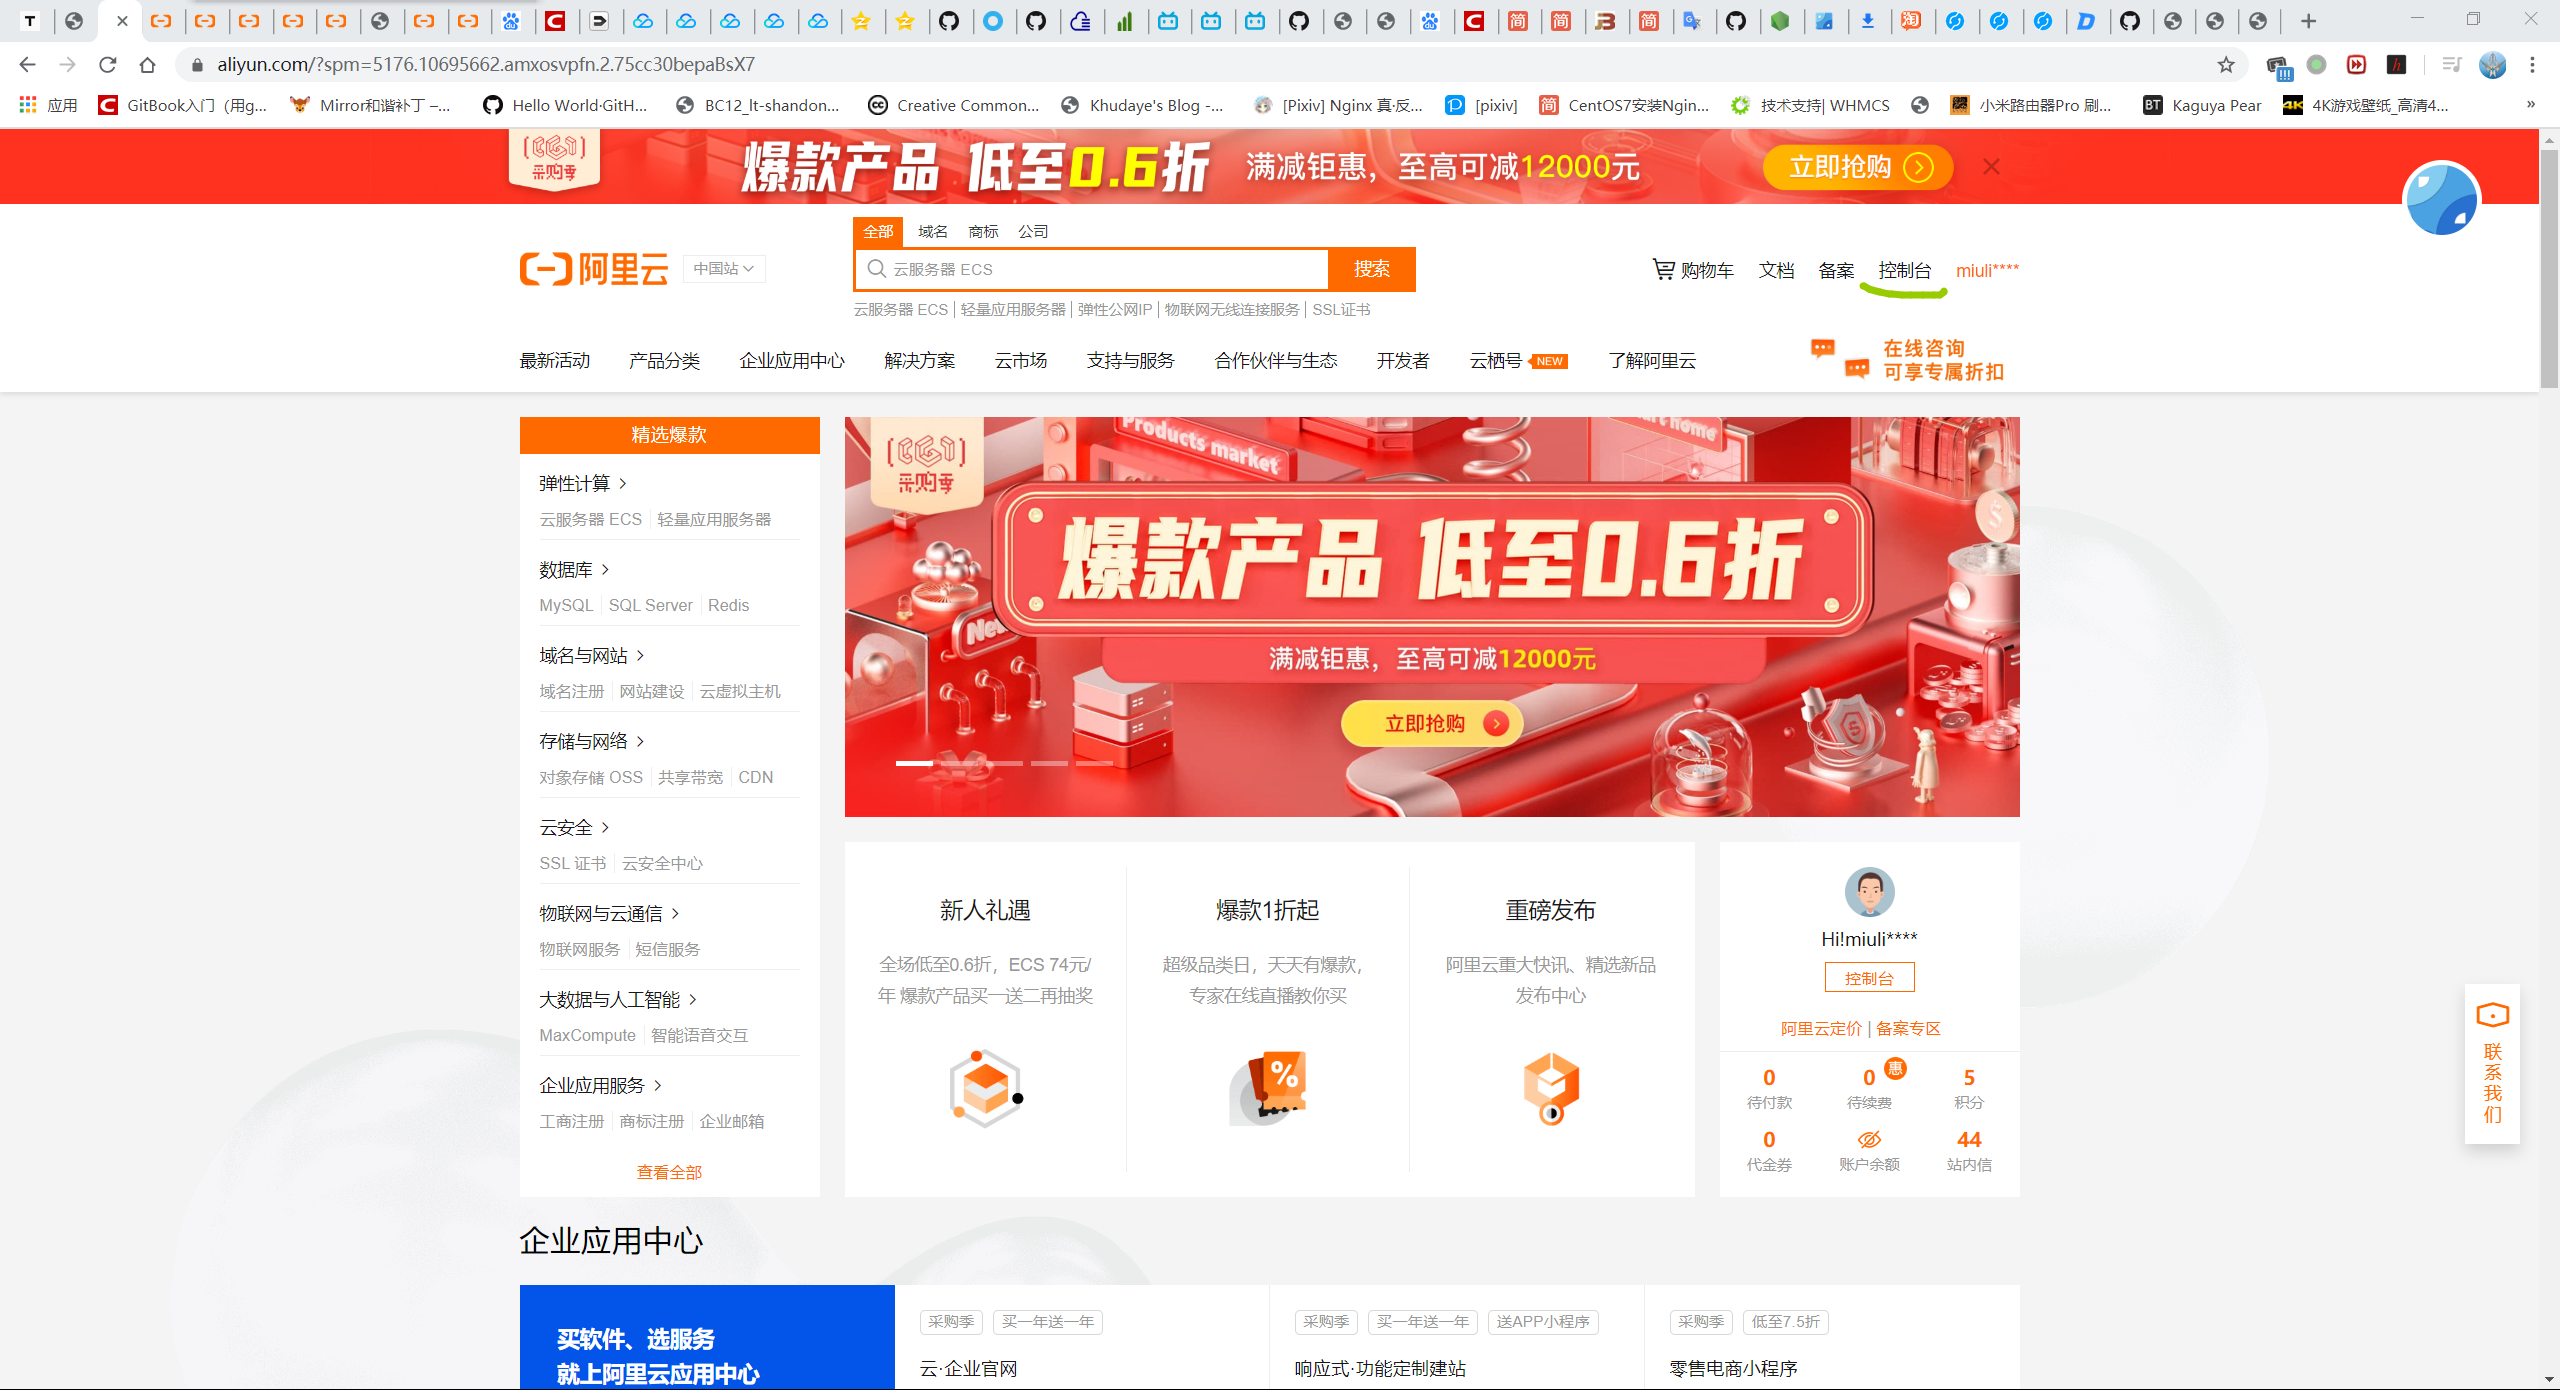 aliyun.com/?spm=5176.10695662.amxosvpfn.2.75cc30bepaBsX7
应用 GitBook入门（用g... Mirror和谐补丁 –... Hello World·GitH... BC12_lt-shandon... Creative Common... Khudaye's Blog -... [Pixiv] Nginx 真·反... [pixiv] CentOS7安装Ngin... 技术支持| WHMCS 小米路由器Pro 刷... Kaguya Pear 4K游戏壁纸_高清4... »
采购季 爆款产品 低至0.6折 满减钜惠，至高可减12000元 立即抢购
全部 域名 商标 公司
阿里云 中国站 云服务器 ECS 搜索 购物车 文档 备案 控制台 miuli****
云服务器 ECS | 轻量应用服务器 | 弹性公网IP | 物联网无线连接服务 | SSL证书
最新活动 产品分类 企业应用中心 解决方案 云市场 支持与服务 合作伙伴与生态 开发者 云栖号 NEW 了解阿里云
在线咨询
可享专属折扣
精选爆款
弹性计算
云服务器 ECS 轻量应用服务器
数据库
MySQL SQL Server Redis
域名与网站
域名注册 网站建设 云虚拟主机
存储与网络
对象存储 OSS 共享带宽 CDN
云安全
SSL 证书 云安全中心
物联网与云通信
物联网服务 短信服务
大数据与人工智能
MaxCompute 智能语音交互
企业应用服务
工商注册 商标注册 企业邮箱
查看全部
采购季
Products market
爆款产品 低至0.6折
New
满减钜惠，至高可减12000元
立即抢购
新人礼遇
全场低至0.6折，ECS 74元/
年 爆款产品买一送二再抽奖
爆款1折起
超级品类日，天天有爆款，
专家在线直播教你买
%
重磅发布
阿里云重大快讯、精选新品
发布中心
Hi!miuli****
控制台
阿里云定价 | 备案专区
0 0 惠 5
待付款 待续费 积分
0 44
代金券 账户余额 站内信
联系我们
企业应用中心
买软件、选服务
就上阿里云应用中心
采购季 买一年送一年
云·企业官网
采购季 买一年送一年 送APP小程序
响应式·功能定制建站
采购季 低至7.5折
零售电商小程序